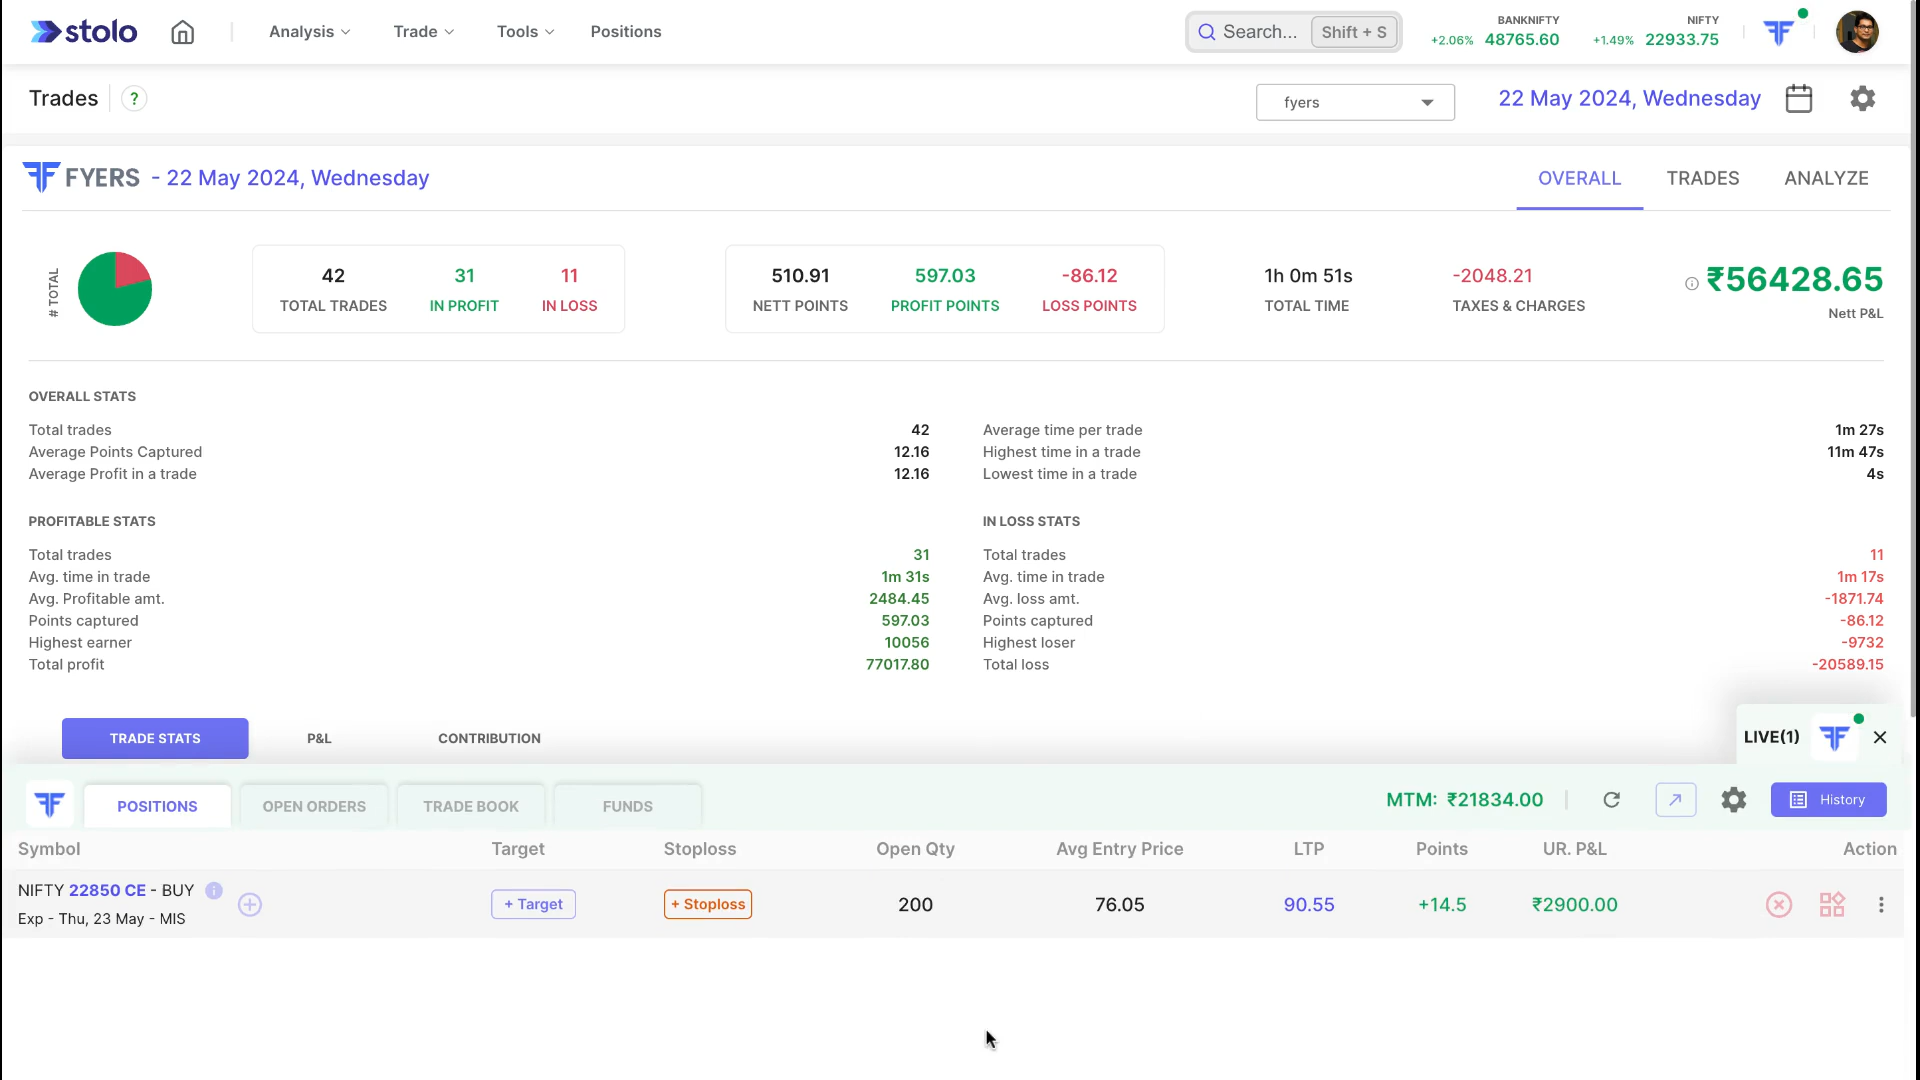 stolo
Analysis
Trade
Tools
Positions
Search...
Shift + S
BANKNIFTY
+2.06% 48765.60
NIFTY
+1.49% 22933.75
Trades
?
fyers
22 May 2024, Wednesday
FYERS - 22 May 2024, Wednesday
OVERALL
TRADES
ANALYZE
# TOTAL
42
TOTAL TRADES
31
IN PROFIT
11
IN LOSS
510.91
NETT POINTS
597.03
PROFIT POINTS
-86.12
LOSS POINTS
1h 0m 51s
TOTAL TIME
-2048.21
TAXES & CHARGES
₹56428.65
Nett P&L
OVERALL STATS
Total trades 42
Average Points Captured 12.16
Average Profit in a trade 12.16
Average time per trade 1m 27s
Highest time in a trade 11m 47s
Lowest time in a trade 4s
PROFITABLE STATS
Total trades 31
Avg. time in trade 1m 31s
Avg. Profitable amt. 2484.45
Points captured 597.03
Highest earner 10056
Total profit 77017.80
IN LOSS STATS
Total trades 11
Avg. time in trade 1m 17s
Avg. loss amt. -1871.74
Points captured -86.12
Highest loser -9732
Total loss -20589.15
TRADE STATS
P&L
CONTRIBUTION
LIVE(1)
POSITIONS
OPEN ORDERS
TRADE BOOK
FUNDS
MTM: ₹21834.00
History
Symbol Target Stoploss Open Qty Avg Entry Price LTP Points UR. P&L Action
NIFTY 22850 CE - BUY
Exp - Thu, 23 May - MIS
+ Target
+ Stoploss
200
76.05
90.55
+14.5
₹2900.00